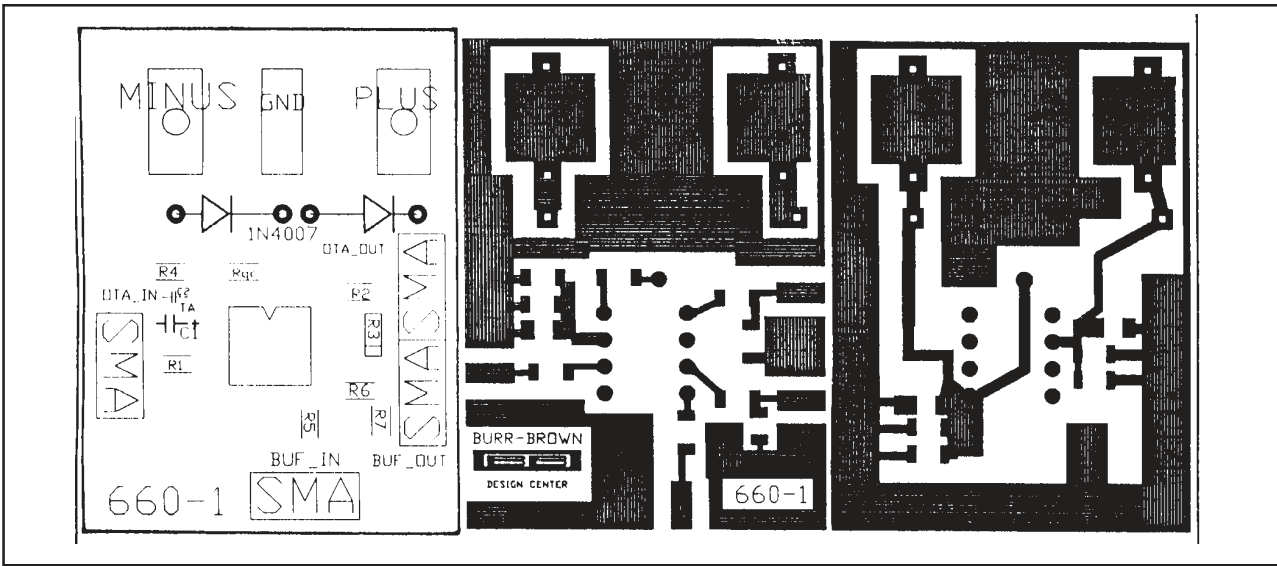 MINUS GND PLUS
1N4007
OTA_OUT
R4 Rqc
OTA_IN
R2
TA
C1
R3
SMA
SMA
SMA
R1
R6
R5
R7
BUF_IN
BUF_OUT
660-1
SMA
BURR-BROWN
DESIGN CENTER
660-1